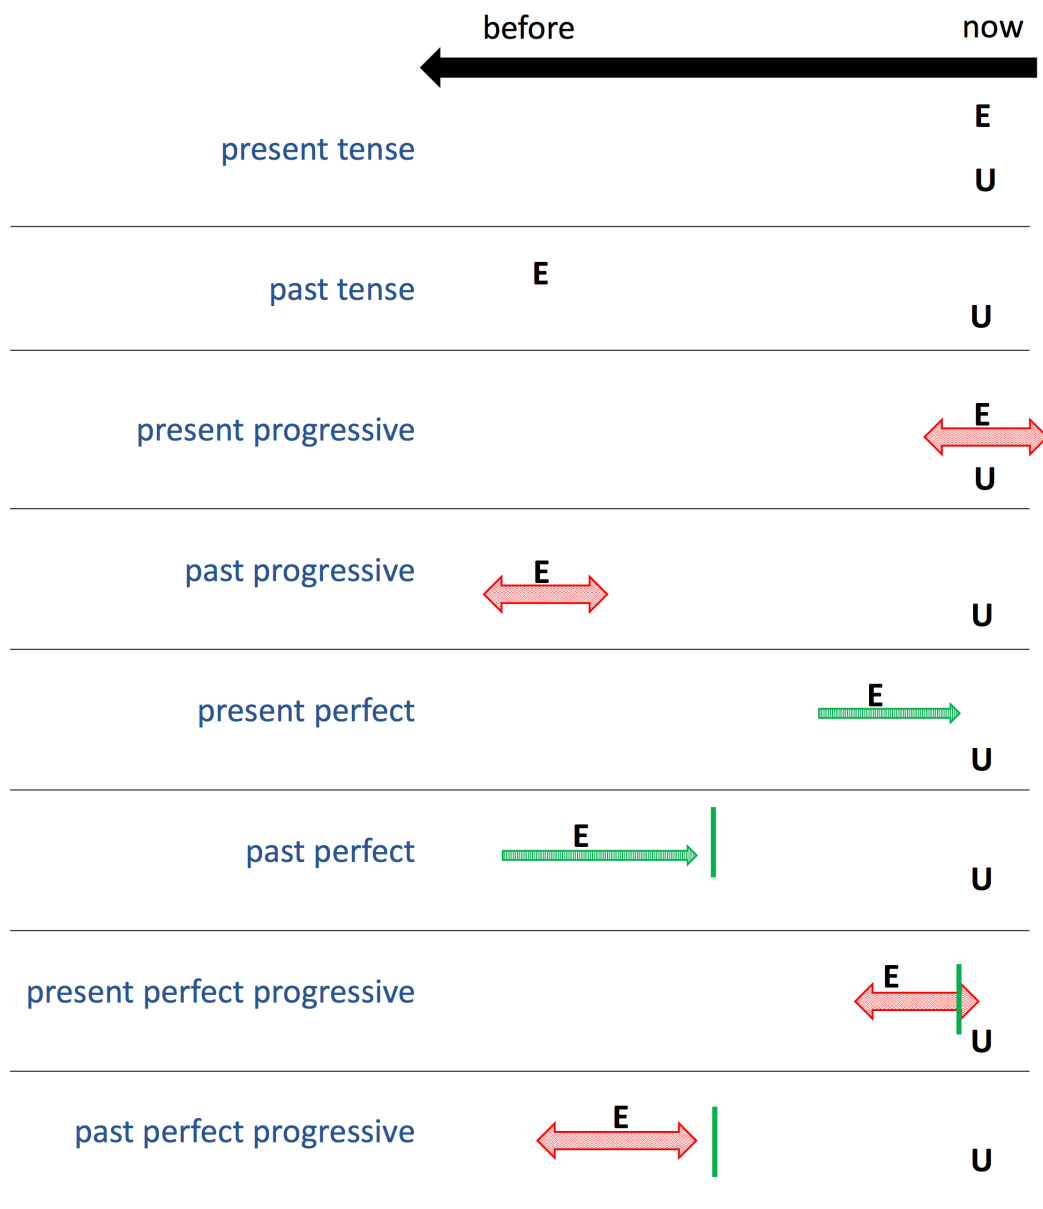 before now
E
present tense
U
E
past tense
U
E
present progressive
U
E
past progressive
U
E
present perfect
U
E
past perfect
U
E
present perfect progressive
U
E
past perfect progressive
U